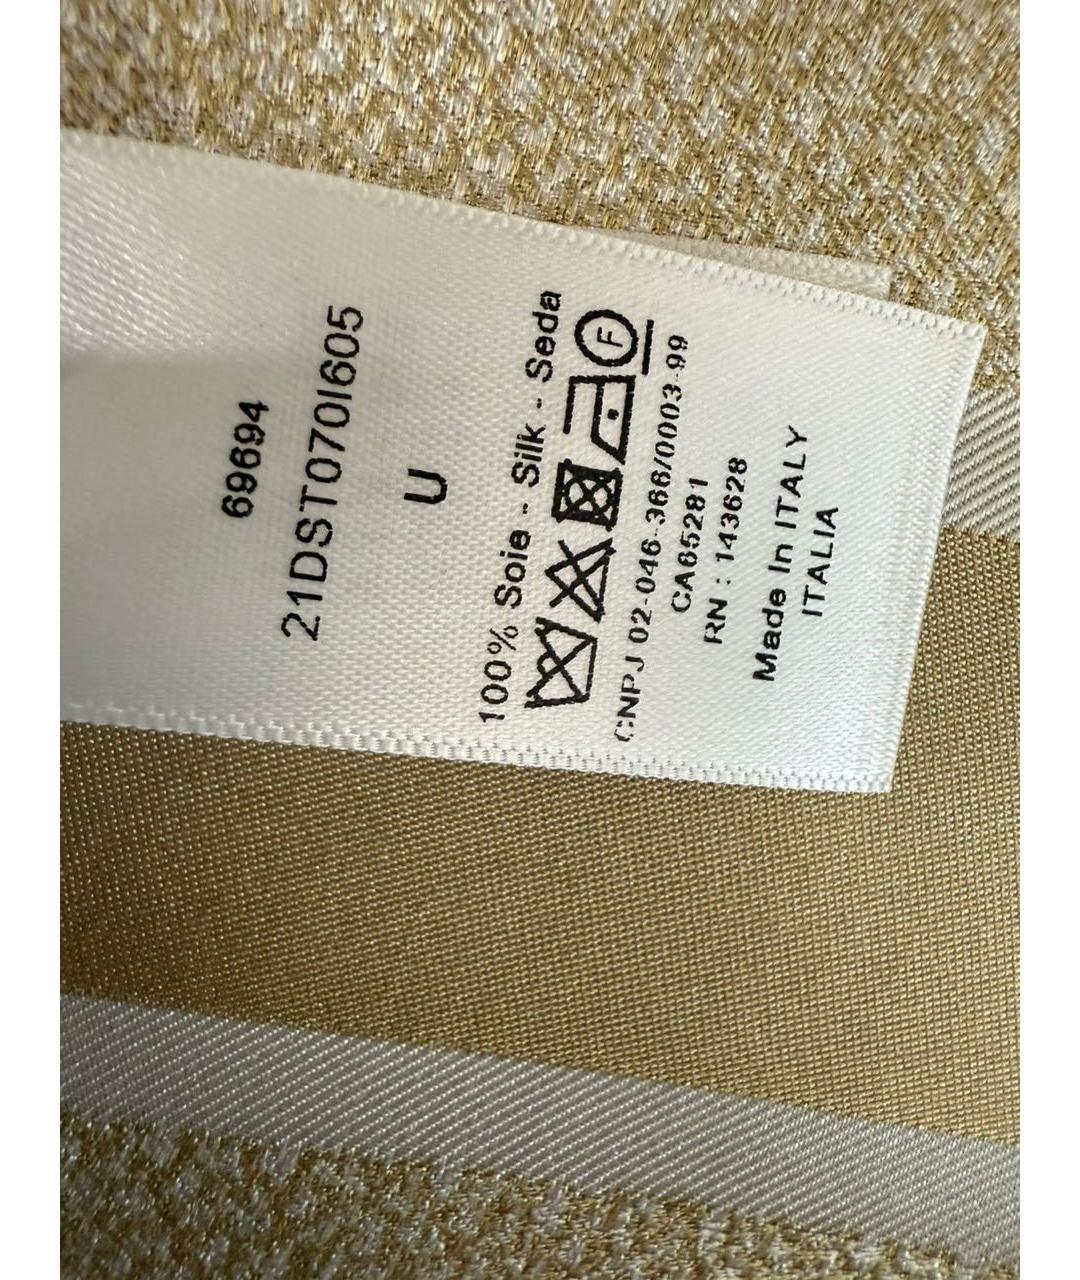 69694
21DST070I605
U
100% Soie - Silk - Seda
F
CNPJ 02-046-366/0003-99
CA65281
RN : 143628
Made In ITALY
ITALIA